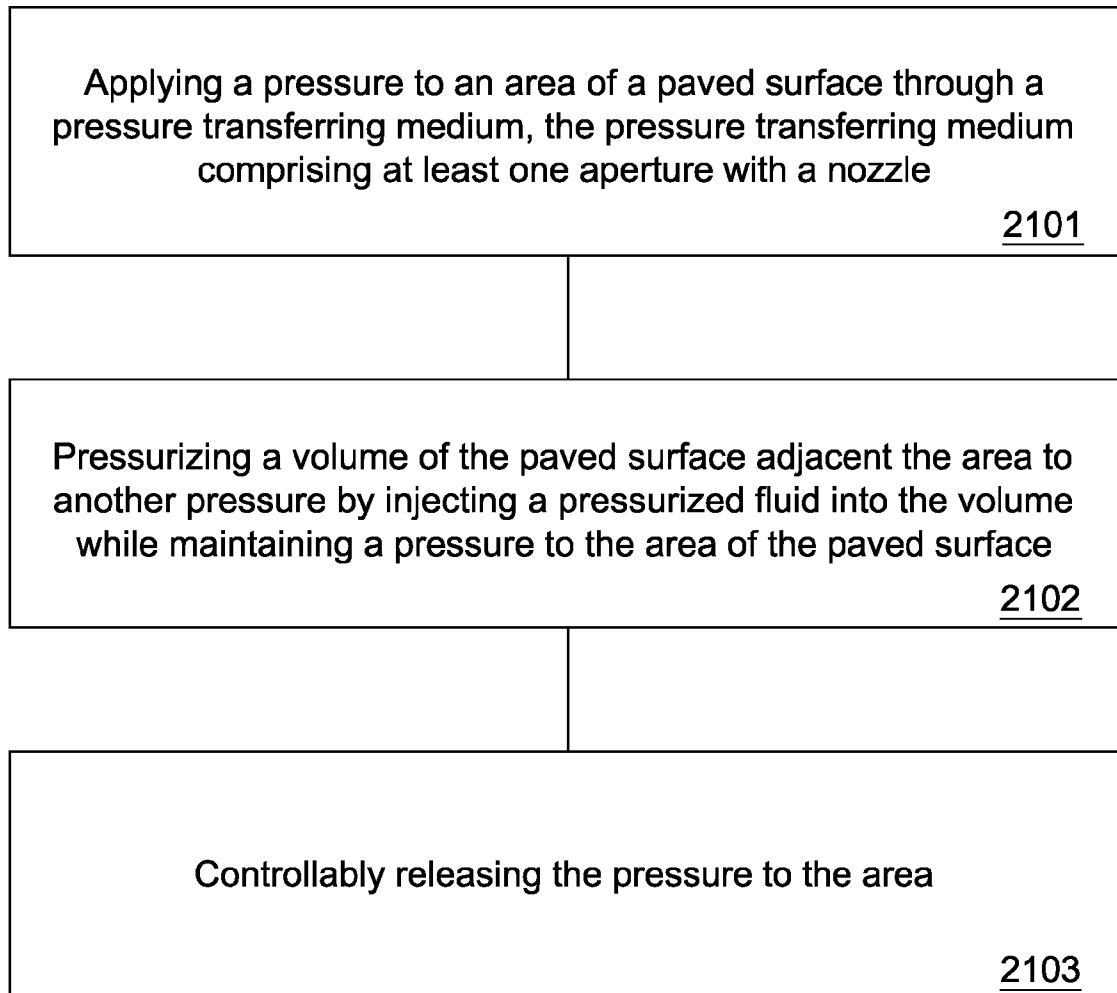 Applying a pressure to an area of a paved surface through a
pressure transferring medium, the pressure transferring medium
comprising at least one aperture with a nozzle
2101
Pressurizing a volume of the paved surface adjacent the area to
another pressure by injecting a pressurized fluid into the volume
while maintaining a pressure to the area of the paved surface
2102
Controllably releasing the pressure to the area
2103